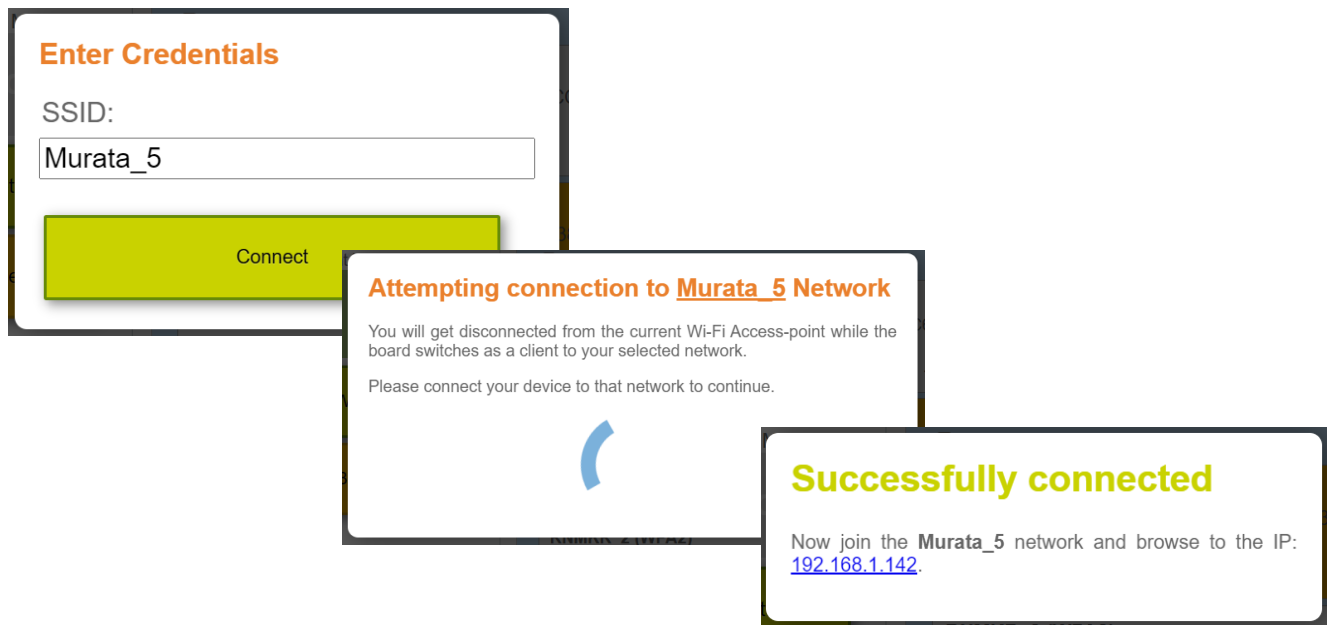 Enter Credentials
SSID:
Murata_5
Connect
Attempting connection to Murata_5 Network
You will get disconnected from the current Wi-Fi Access-point while the
board switches as a client to your selected network.
Please connect your device to that network to continue.
Successfully connected
Now join the Murata_5 network and browse to the IP:
192.168.1.142.